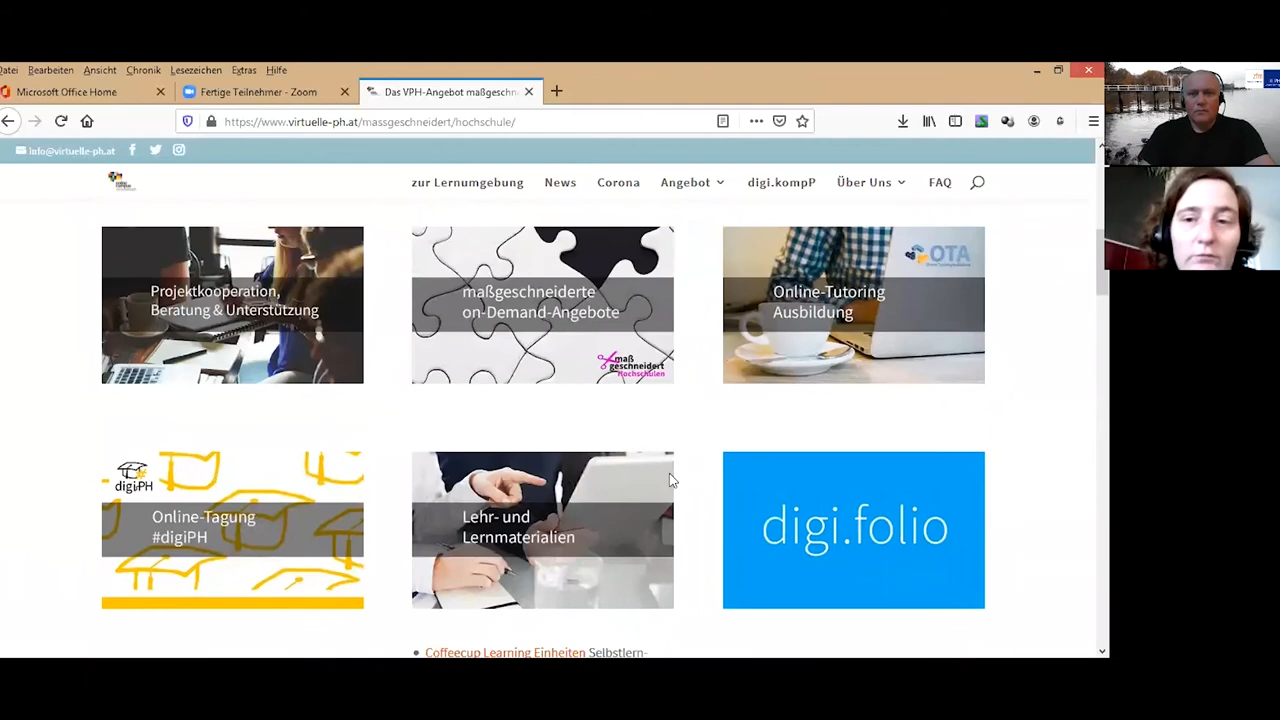 Datei Bearbeiten Ansicht Chronik Lesezeichen Extras Hilfe
Microsoft Office Home
Fertige Teilnehmer - Zoom
Das VPH-Angebot maßgeschn
https://www.virtuelle-ph.at/massgeschneidert/hochschule/
info@virtuelle-ph.at
zur Lernumgebung News Corona Angebot digi.kompP Über Uns FAQ
Projektkooperation,
Beratung & Unterstützung
maßgeschneiderte
on-Demand-Angebote
maß
geschneidert
Hochschulen
OTA
Online-Tutoring
Ausbildung
digiPH
Online-Tagung
#digiPH
Lehr- und
Lernmaterialien
digi.folio
Coffeecup Learning Einheiten Selbstlern-